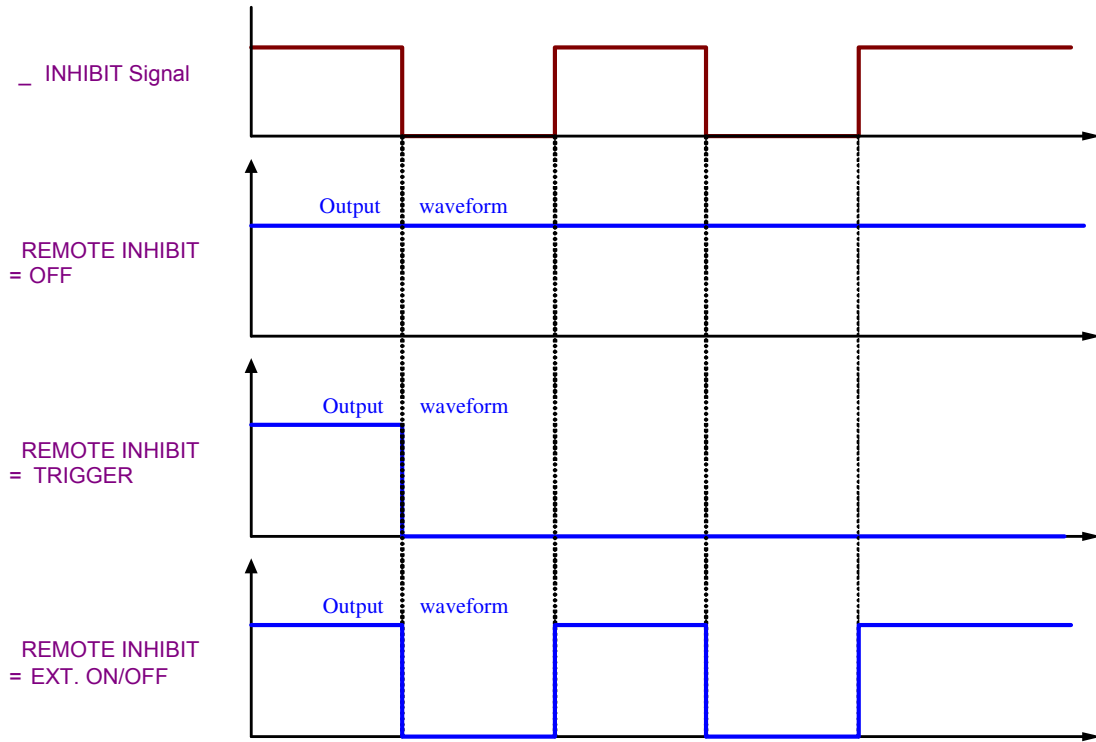 _ INHIBIT Signal
Output waveform
REMOTE INHIBIT
= OFF
Output waveform
REMOTE INHIBIT
= TRIGGER
Output waveform
REMOTE INHIBIT
= EXT. ON/OFF